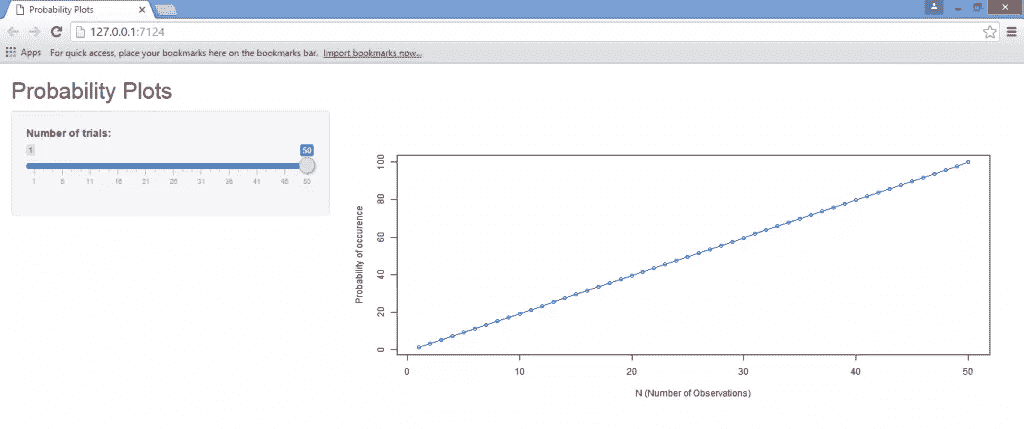 Probability Plots
127.0.0.1:7124
Apps For quick access, place your bookmarks here on the bookmarks bar. Import bookmarks now...
Probability Plots
Number of trials:
1 50
1 6 11 16 21 26 31 36 41 46 50
Probability of occurence
100
80
60
40
20
0
0 10 20 30 40 50
N (Number of Observations)